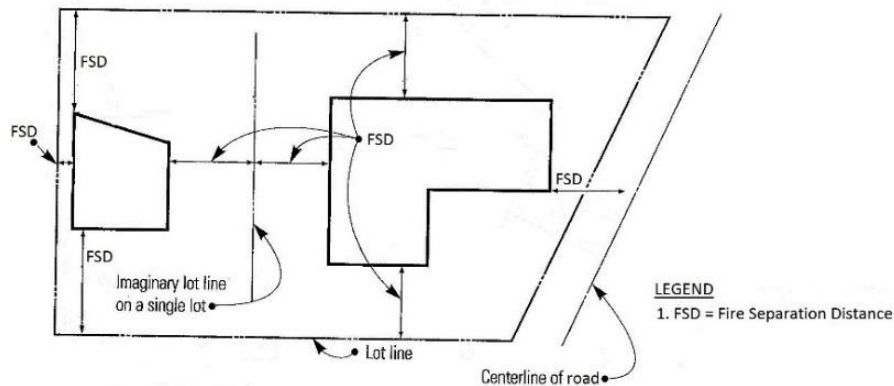 FSD
FSD
FSD
FSD
FSD
Imaginary lot line
on a single lot
LEGEND
1. FSD = Fire Separation Distance
Lot line
Centerline of road